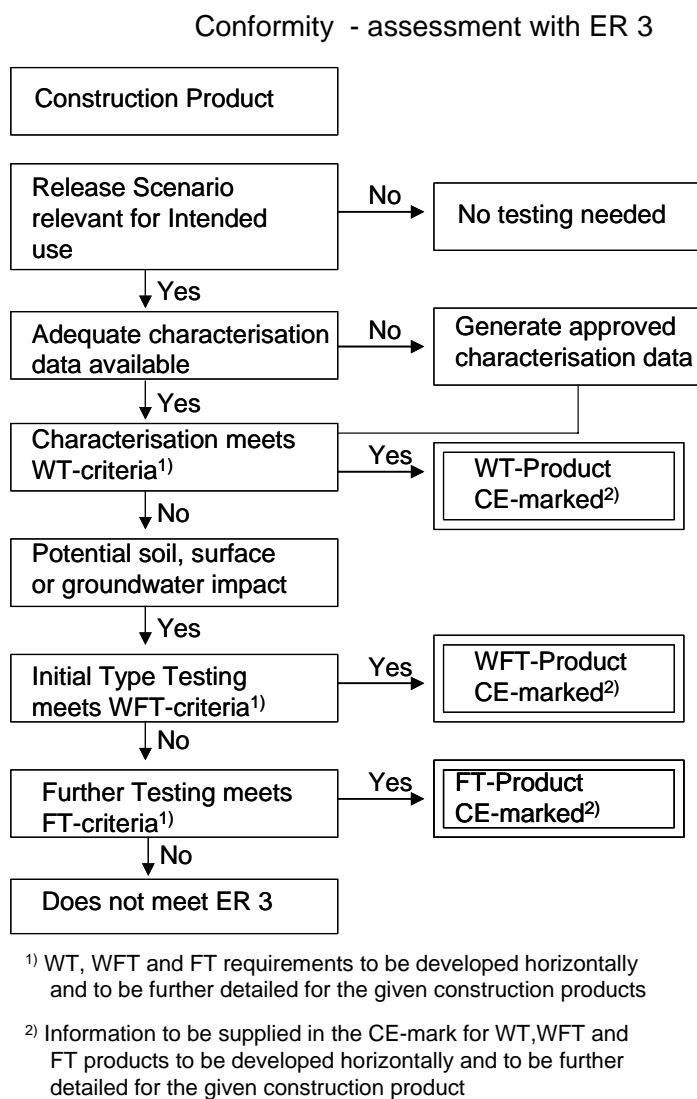 Conformity - assessment with ER 3
Construction Product
Release Scenario
relevant for Intended
use
No
No testing needed
Yes
Adequate characterisation
data available
No
Generate approved
characterisation data
Yes
Characterisation meets
WT-criteria1)
Yes
WT-Product
CE-marked2)
No
Potential soil, surface
or groundwater impact
Yes
Initial Type Testing
meets WFT-criteria1)
Yes
WFT-Product
CE-marked2)
No
Further Testing meets
FT-criteria1)
Yes
FT-Product
CE-marked2)
No
Does not meet ER 3
1) WT, WFT and FT requirements to be developed horizontally
and to be further detailed for the given construction products
2) Information to be supplied in the CE-mark for WT,WFT and
FT products to be developed horizontally and to be further
detailed for the given construction product